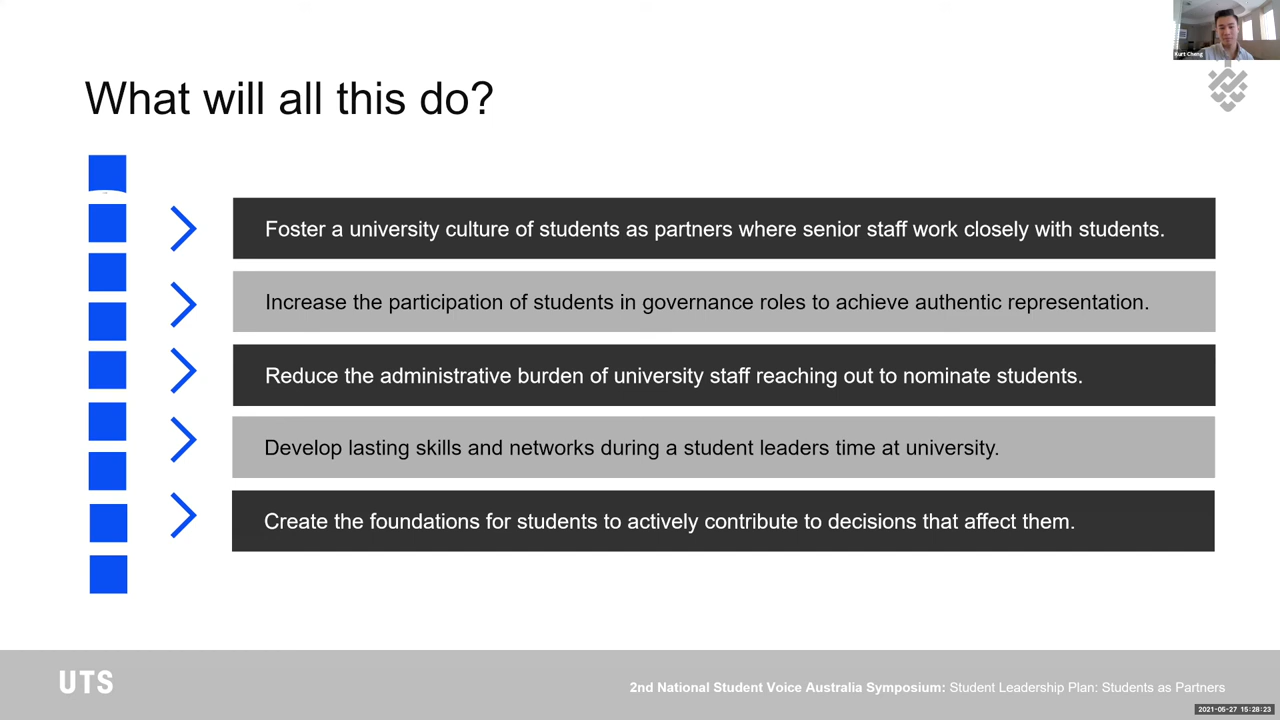 Kurt Cheng
What will all this do?
Foster a university culture of students as partners where senior staff work closely with students.
Increase the participation of students in governance roles to achieve authentic representation.
Reduce the administrative burden of university staff reaching out to nominate students.
Develop lasting skills and networks during a student leaders time at university.
Create the foundations for students to actively contribute to decisions that affect them.
UTS
2nd National Student Voice Australia Symposium: Student Leadership Plan: Students as Partners
2021-05-27 15:28:23